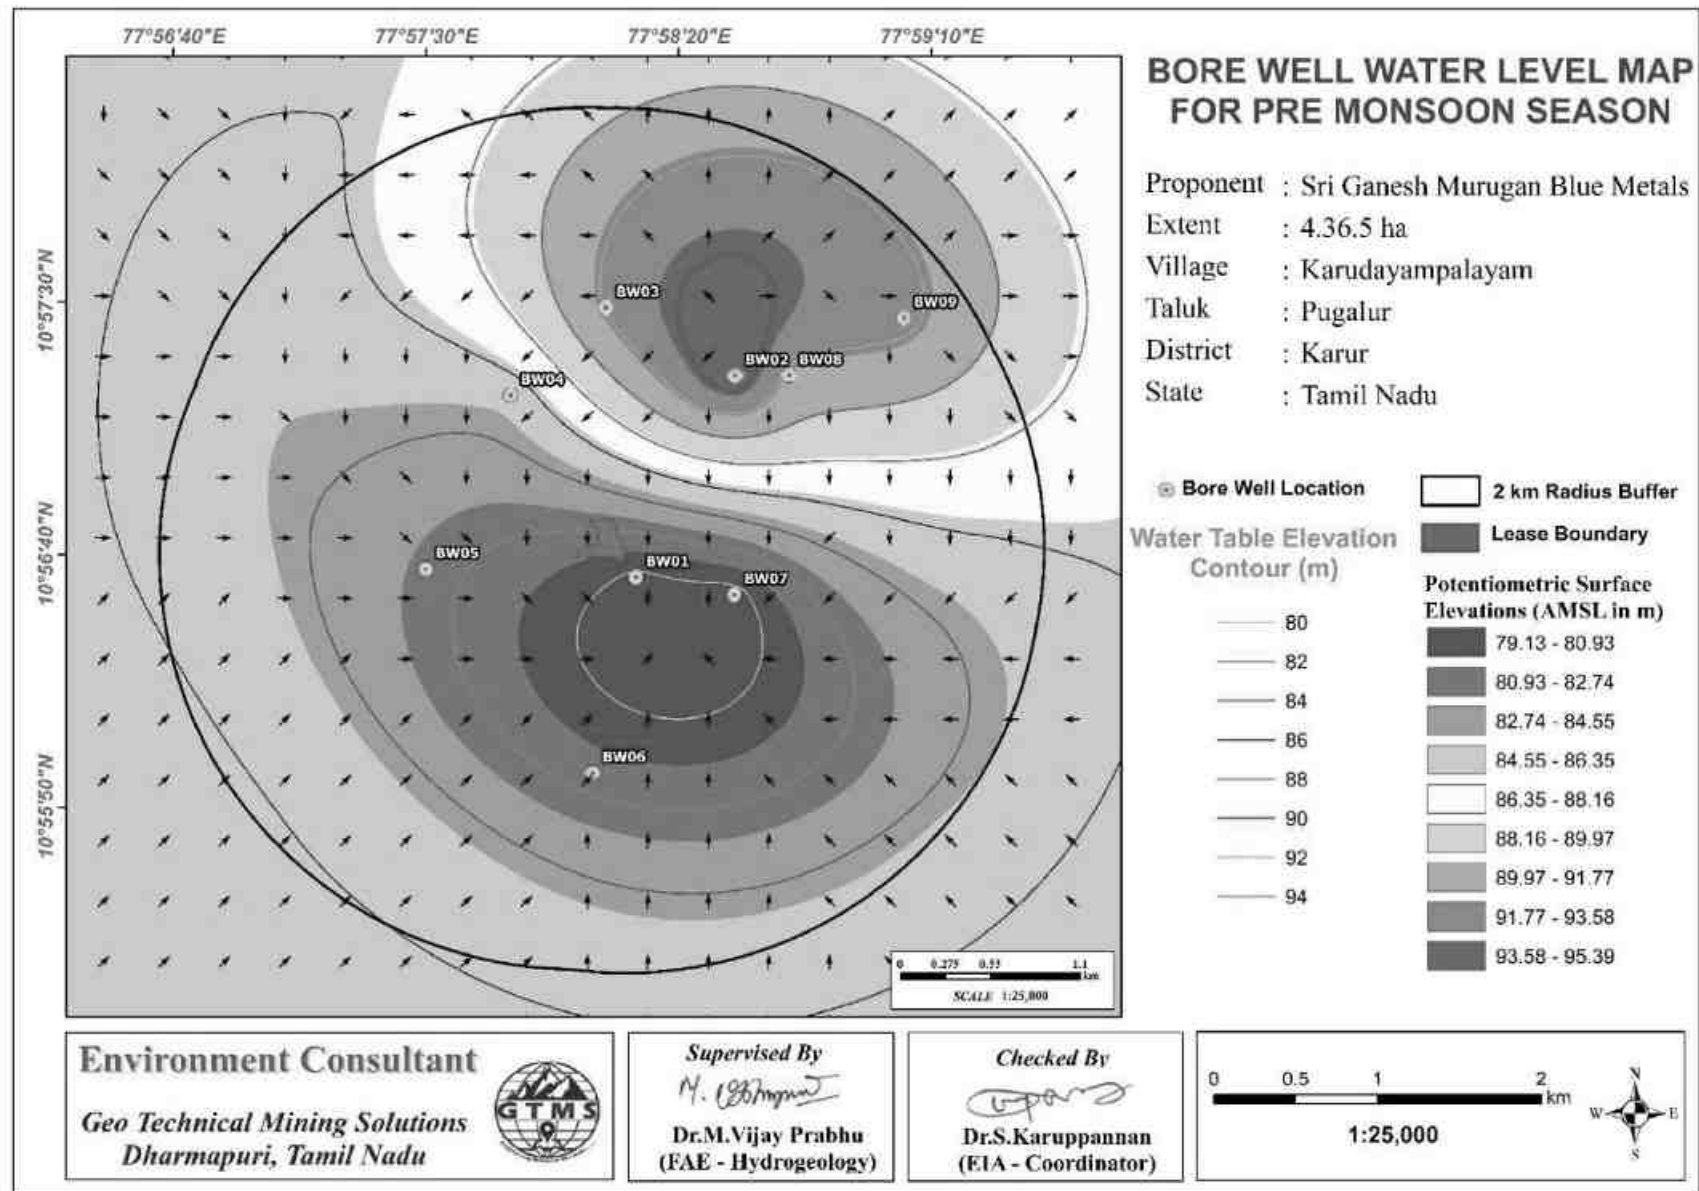 77°56'40"E
77°57'30"E
77°58'20"E
77°59'10"E
10°57'30"N
10°56'40"N
10°55'50"N
BW03
BW09
BW02
BW08
BW04
BW05
BW01
BW07
BW06
0 0.275 0.55 1.1
km
SCALE 1:25,000
BORE WELL WATER LEVEL MAP
FOR PRE MONSOON SEASON
Proponent : Sri Ganesh Murugan Blue Metals
Extent : 4.36.5 ha
Village : Karudayampalayam
Taluk : Pugalur
District : Karur
State : Tamil Nadu
Bore Well Location
2 km Radius Buffer
Lease Boundary
Water Table Elevation
Contour (m)
80
82
84
86
88
90
92
94
Potentiometric Surface
Elevations (AMSL in m)
79.13 - 80.93
80.93 - 82.74
82.74 - 84.55
84.55 - 86.35
86.35 - 88.16
88.16 - 89.97
89.97 - 91.77
91.77 - 93.58
93.58 - 95.39
Environment Consultant
Geo Technical Mining Solutions
Dharmapuri, Tamil Nadu
GTMS
Supervised By
Dr.M.Vijay Prabhu
(FAE - Hydrogeology)
Checked By
Dr.S.Karuppannan
(EIA - Coordinator)
0 0.5 1 2
km
1:25,000
N
W E
S